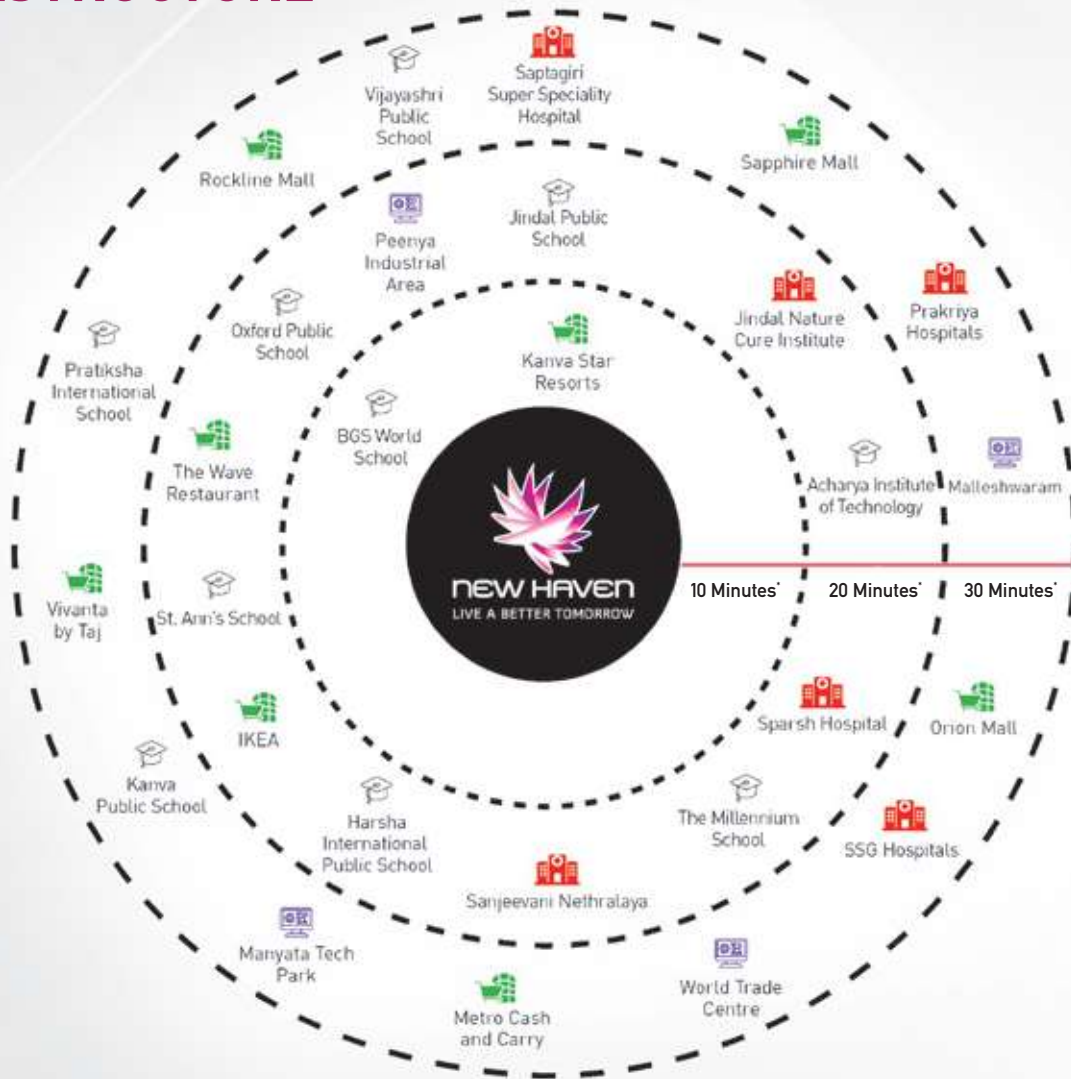 Vijayashri
Public
School
Saptagiri
Super Speciality
Hospital
Rockline Mall
Sapphire Mall
Peenya
Industrial
Area
Jindal Public
School
Oxford Public
School
Jindal Nature
Cure Institute
Prakriya
Hospitals
Pratiksha
International
School
Kanva Star
Resorts
BGS World
School
The Wave
Restaurant
Acharya Institute
of Technology
Malleshwaram
NEW HAVEN
LIVE A BETTER TOMORROW
10 Minutes*
20 Minutes*
30 Minutes*
Vivanta
by Taj
St. Ann's School
IKEA
Sparsh Hospital
Orion Mall
Kanva
Public School
Harsha
International
Public School
The Millennium
School
SSG Hospitals
Sanjeevani Nethralaya
Manyata Tech
Park
World Trade
Centre
Metro Cash
and Carry